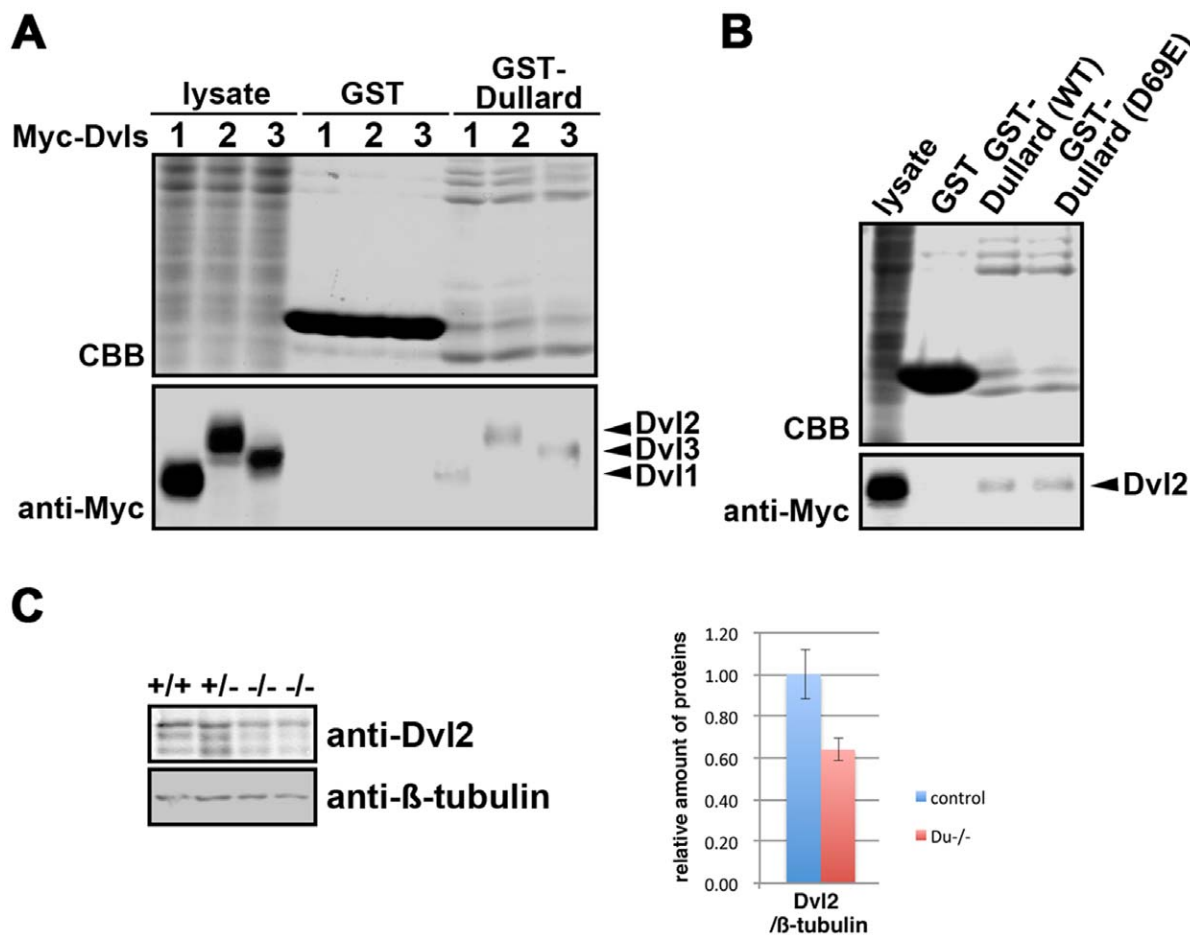 A
lysate GST GST-
Dullard
Myc-Dvls 1 2 3 1 2 3 1 2 3
CBB
anti-Myc
Dvl2
Dvl3
Dvl1
B
lysate
GST
GST-
Dullard (WT)
GST-
Dullard (D69E)
CBB
anti-Myc
Dvl2
C
+/+ +/- -/- -/-
anti-Dvl2
anti-ß-tubulin
relative amount of proteins
1.20
1.00
0.80
0.60
0.40
0.20
0.00
Dvl2
/ß-tubulin
control
Du-/-